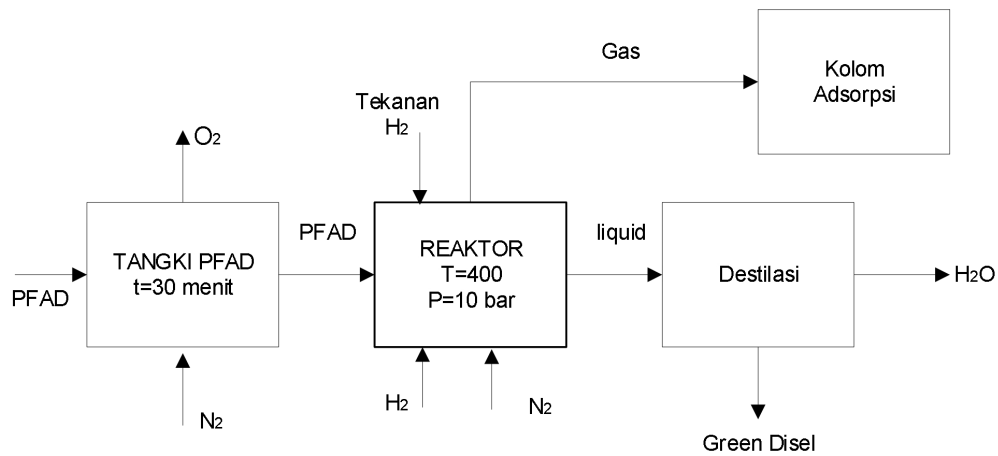 Gas
Kolom
Adsorpsi
Tekanan
H2
O2
PFAD
TANGKI PFAD
t=30 menit
PFAD
REAKTOR
T=400
P=10 bar
liquid
Destilasi
H2O
N2
H2
N2
Green Disel